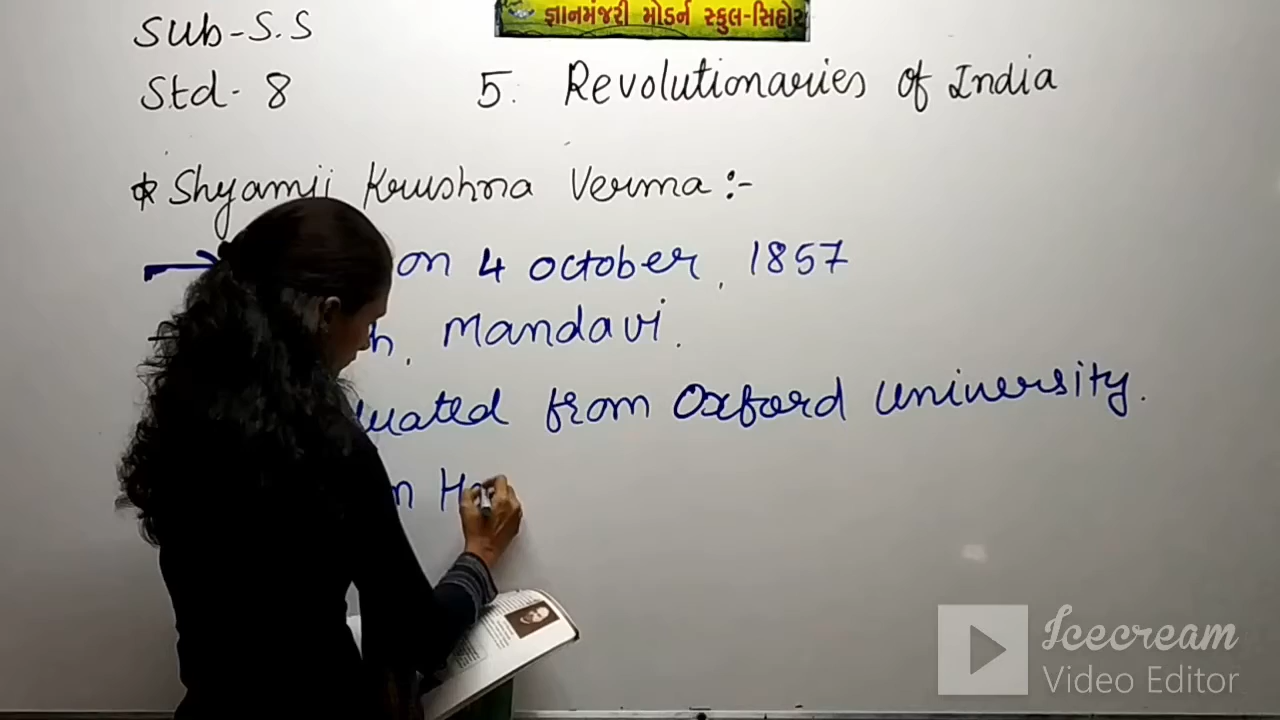 જ્ઞાનમંજરી મોડર્ન સ્કુલ-સિહોર
Sub-S.S
Std- 8
5. Revolutionaries of India
* Shyamji Krushna Verma :-
→ on 4 october, 1857
Mandavi.
from Oxford university.
Icecream
Video Editor